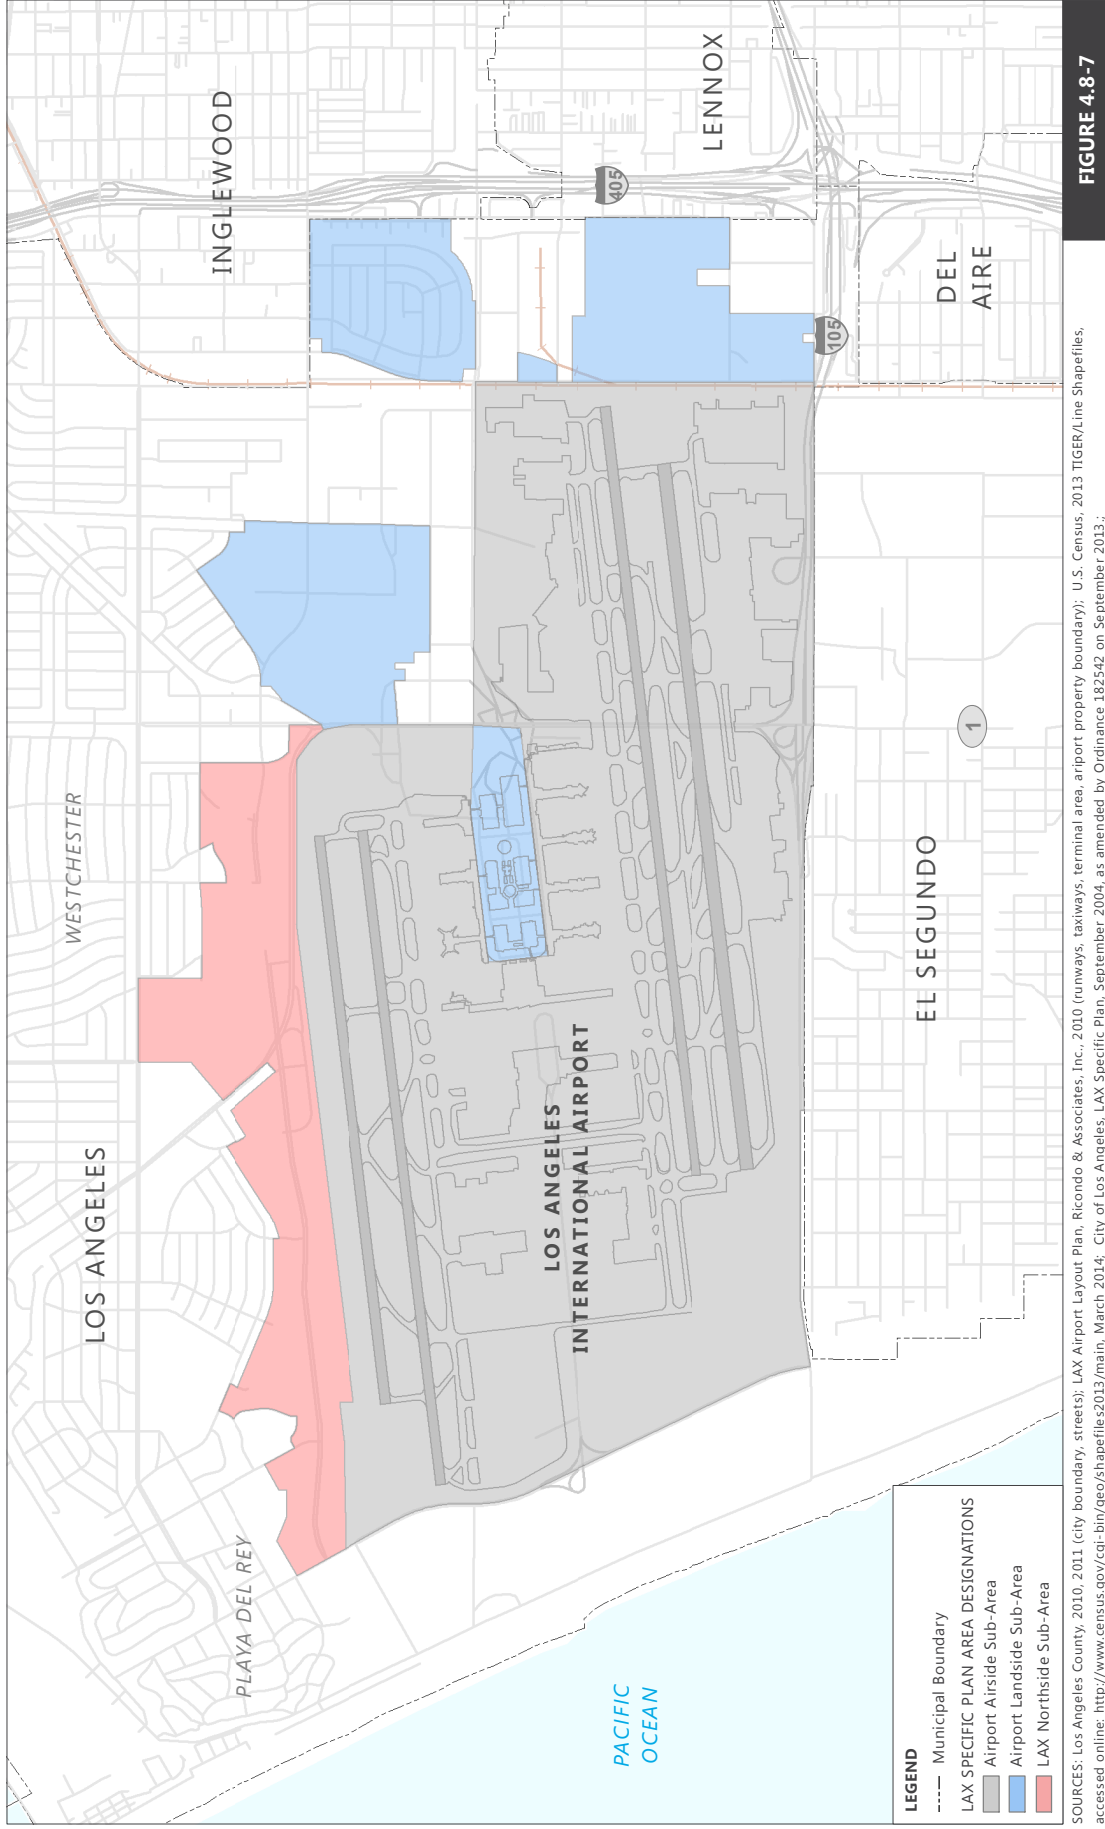 INGLEWOOD
LENNOX
405
DEL
AIRE
105
WESTCHESTER
LOS ANGELES
LOS ANGELES
INTERNATIONAL AIRPORT
EL SEGUNDO
1
PLAYA DEL REY
PACIFIC
OCEAN
LEGEND
Municipal Boundary
LAX SPECIFIC PLAN AREA DESIGNATIONS
Airport Airside Sub-Area
Airport Landside Sub-Area
LAX Northside Sub-Area
SOURCES: Los Angeles County, 2010, 2011 (city boundary, streets); LAX Airport Layout Plan, Ricondo & Associates, Inc., 2010 (runways, taxiways, terminal area, ariport property boundary); U.S. Census, 2013 TIGER/Line Shapefiles,
accessed online: http://www.census.gov/cgi-bin/geo/shapefiles2013/main, March 2014; City of Los Angeles, LAX Specific Plan, September 2004, as amended by Ordinance 182542 on September 2013.;
FIGURE 4.8-7